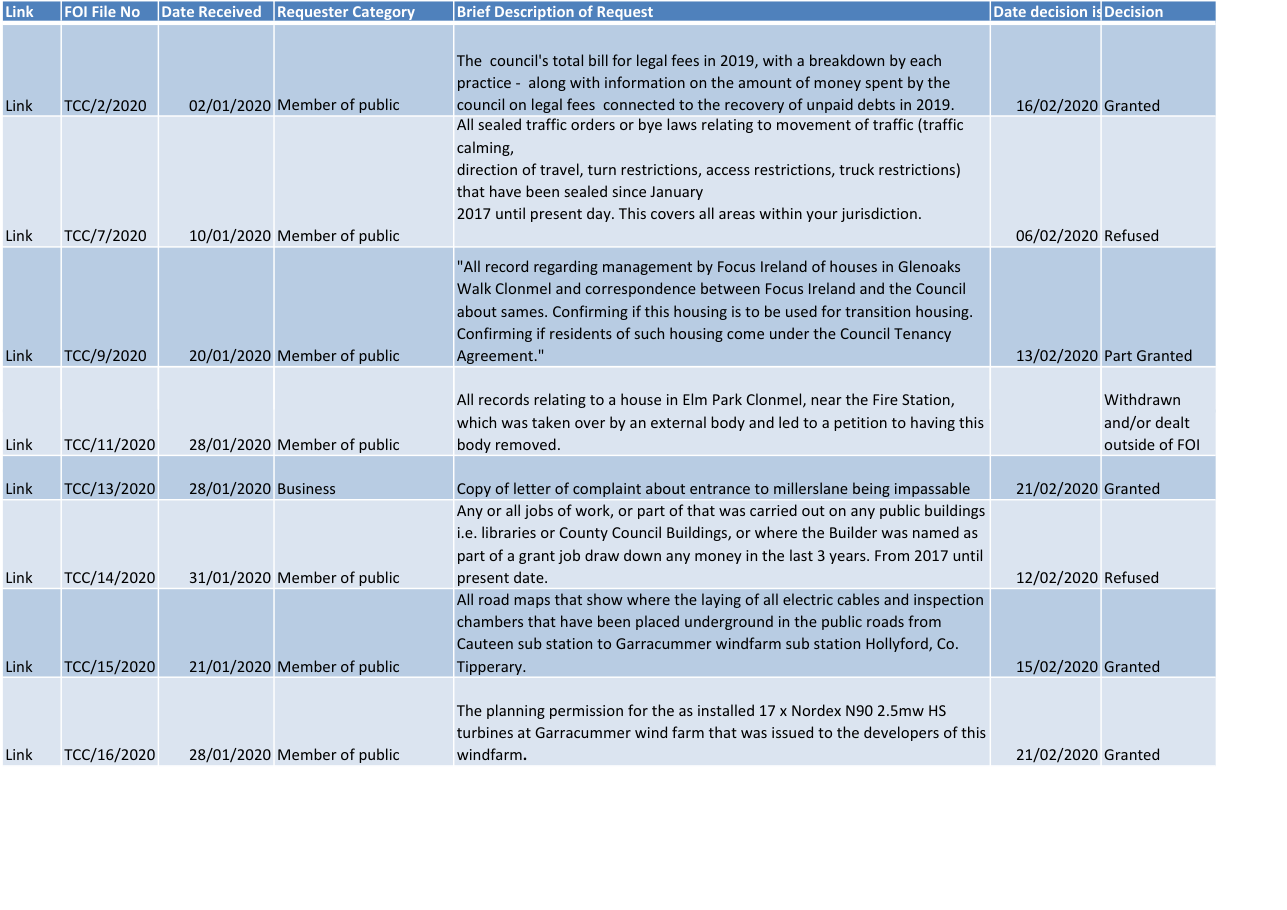 Link FOI File No Date Received Requester Category Brief Description of Request Date decision is Decision
The  council's total bill for legal fees in 2019, with a breakdown by each
practice -  along with information on the amount of money spent by the
Link TCC/2/2020 02/01/2020 Member of public council on legal fees  connected to the recovery of unpaid debts in 2019. 16/02/2020 Granted
All sealed traffic orders or bye laws relating to movement of traffic (traffic
calming,
direction of travel, turn restrictions, access restrictions, truck restrictions)
that have been sealed since January
2017 until present day. This covers all areas within your jurisdiction.
Link TCC/7/2020 10/01/2020 Member of public 06/02/2020 Refused
"All record regarding management by Focus Ireland of houses in Glenoaks
Walk Clonmel and correspondence between Focus Ireland and the Council
about sames. Confirming if this housing is to be used for transition housing.
Confirming if residents of such housing come under the Council Tenancy
Link TCC/9/2020 20/01/2020 Member of public Agreement." 13/02/2020 Part Granted
All records relating to a house in Elm Park Clonmel, near the Fire Station, Withdrawn
which was taken over by an external body and led to a petition to having this and/or dealt
Link TCC/11/2020 28/01/2020 Member of public body removed. outside of FOI
Link TCC/13/2020 28/01/2020 Business Copy of letter of complaint about entrance to millerslane being impassable 21/02/2020 Granted
Any or all jobs of work, or part of that was carried out on any public buildings
i.e. libraries or County Council Buildings, or where the Builder was named as
part of a grant job draw down any money in the last 3 years. From 2017 until
Link TCC/14/2020 31/01/2020 Member of public present date. 12/02/2020 Refused
All road maps that show where the laying of all electric cables and inspection
chambers that have been placed underground in the public roads from
Cauteen sub station to Garracummer windfarm sub station Hollyford, Co.
Link TCC/15/2020 21/01/2020 Member of public Tipperary. 15/02/2020 Granted
The planning permission for the as installed 17 x Nordex N90 2.5mw HS
turbines at Garracummer wind farm that was issued to the developers of this
Link TCC/16/2020 28/01/2020 Member of public windfarm. 21/02/2020 Granted